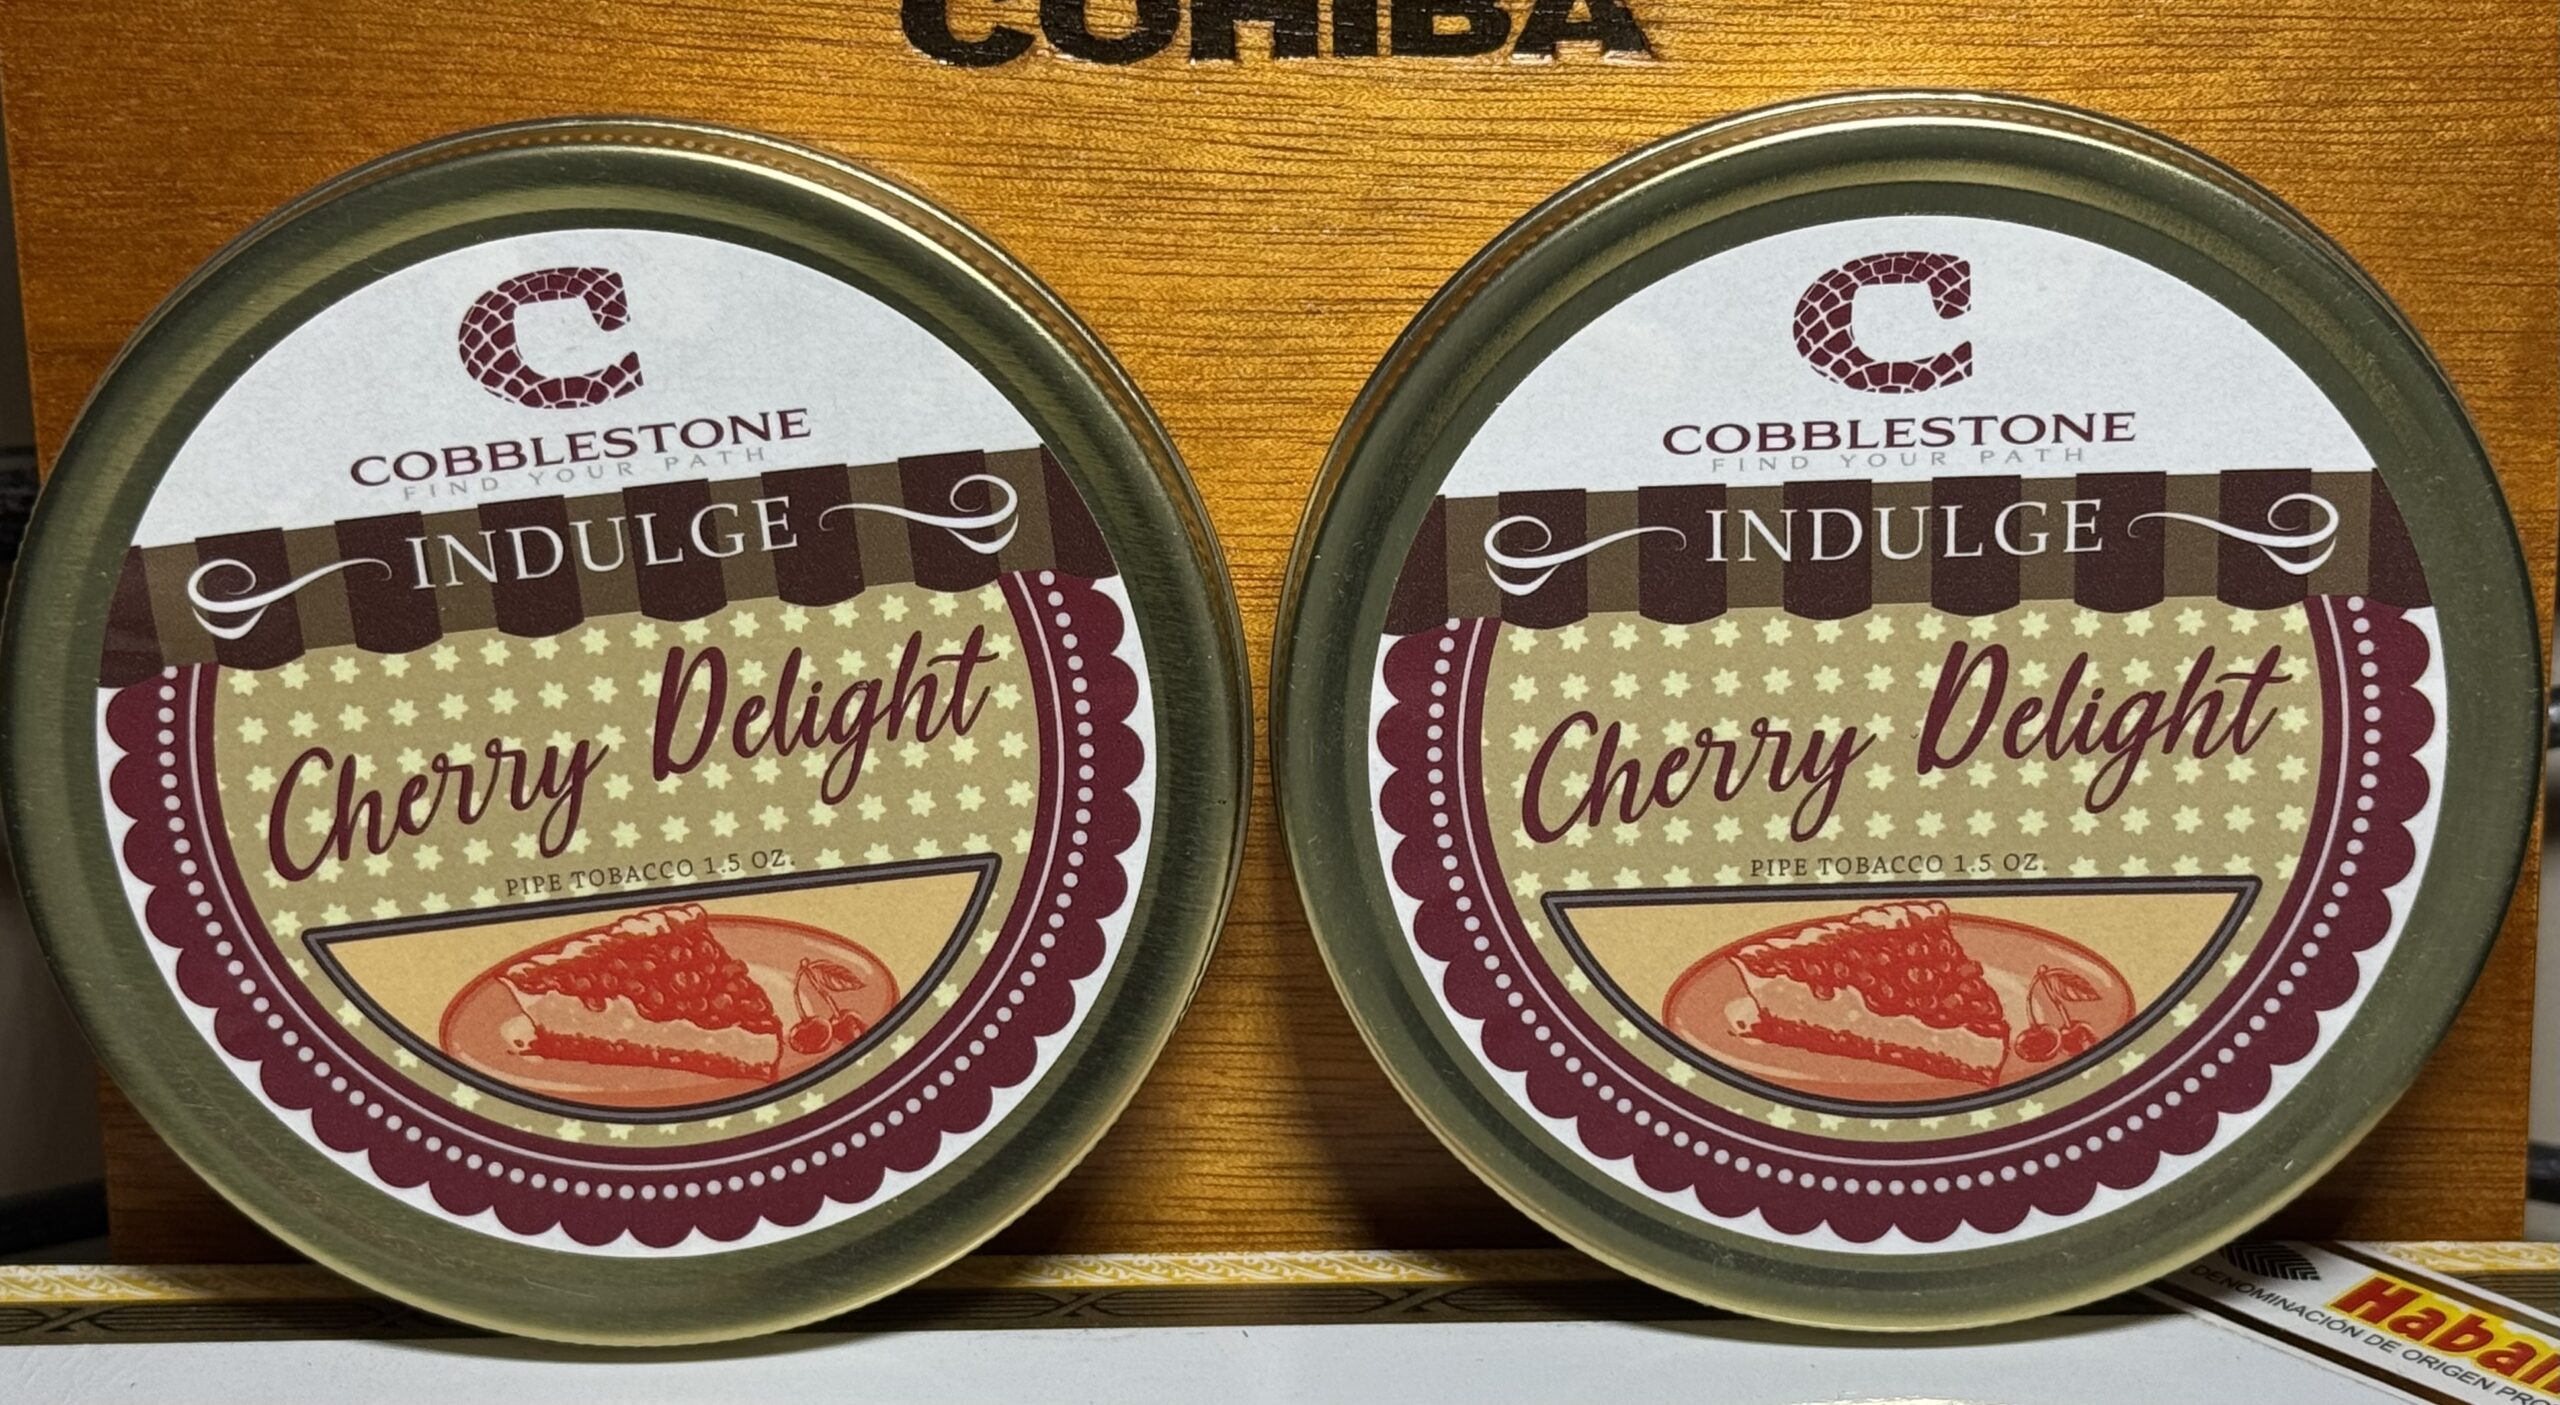 COHIBA
COBBLESTONE
FIND YOUR PATH
INDULGE
Cherry Delight
PIPE TOBACCO 1.5 OZ.
COBBLESTONE
FIND YOUR PATH
INDULGE
Cherry Delight
PIPE TOBACCO 1.5 OZ.
DENOMINACIÓN DE ORIGEN
Haban